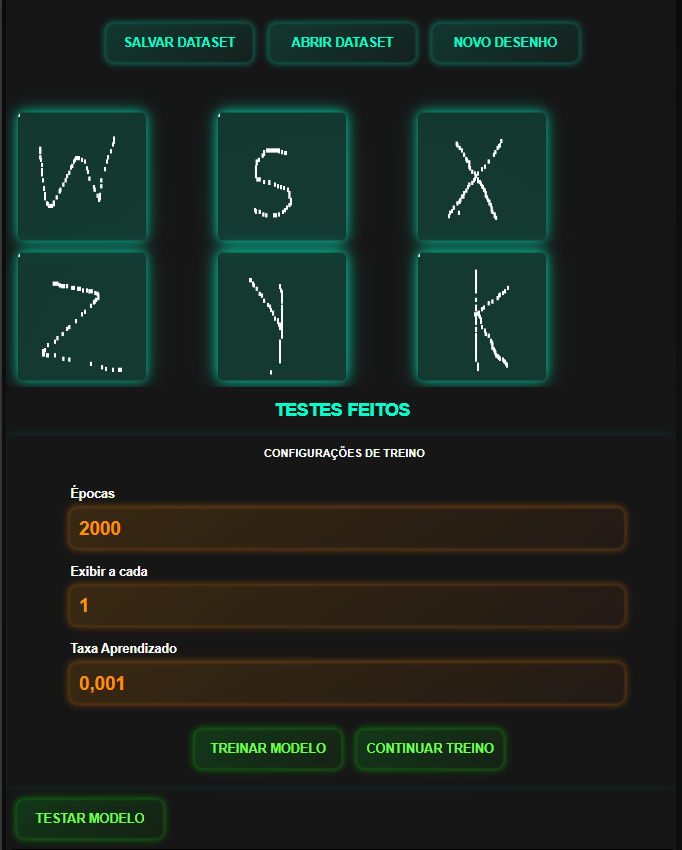 SALVAR DATASET ABRIR DATASET NOVO DESENHO
W S X
Z Y K
TESTES FEITOS
CONFIGURAÇÕES DE TREINO
Épocas
2000
Exibir a cada
1
Taxa Aprendizado
0,001
TREINAR MODELO CONTINUAR TREINO
TESTAR MODELO